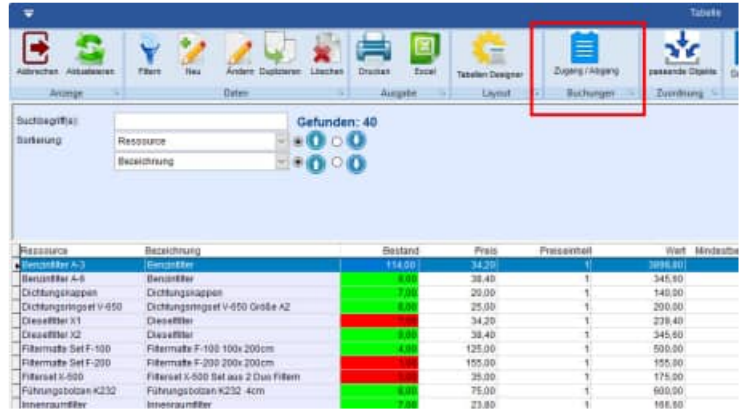 Tabelle
Abbrechen Aktualisieren Filtern Neu Ändern Duplizieren Löschen Drucken Excel Tabellen Designer Zugang / Abgang passende Objekte
Anzeige Daten Ausgabe Layout Buchungen Zuordnung
Suchbegriff(e): Gefunden: 40
Sortierung: Ressource
Bezeichnung
Ressource Bezeichnung Bestand Preis Preiseinheit Wert Mindestbe
Benzinfilter A-3 Benzinfilter 114,00 34,20 1 3898,80
Benzinfilter A-6 Benzinfilter 9,00 38,40 1 345,60
Dichtungskappen Dichtungskappen 7,00 20,00 1 140,00
Dichtungsringset V-650 Dichtungsringset V-650 Größe A2 8,00 25,00 1 200,00
Dieselfilter X1 Dieselfilter 34,20 1 239,40
Dieselfilter X2 Dieselfilter 9,00 38,40 1 345,60
Filtermatte Set F-100 Filtermatte F-100 100x 200cm 4,00 125,00 1 500,00
Filtermatte Set F-200 Filtermatte F-200 200x 200cm 155,00 1 155,00
Filterset X-500 Filterset X-500 Set aus 2 Duo Filtern 35,00 1 175,00
Führungsbolzen K232 Führungsbolzen K232 4cm 8,00 75,00 1 600,00
Innenraumfilter Innenraumfilter 7,00 23,80 1 166,60